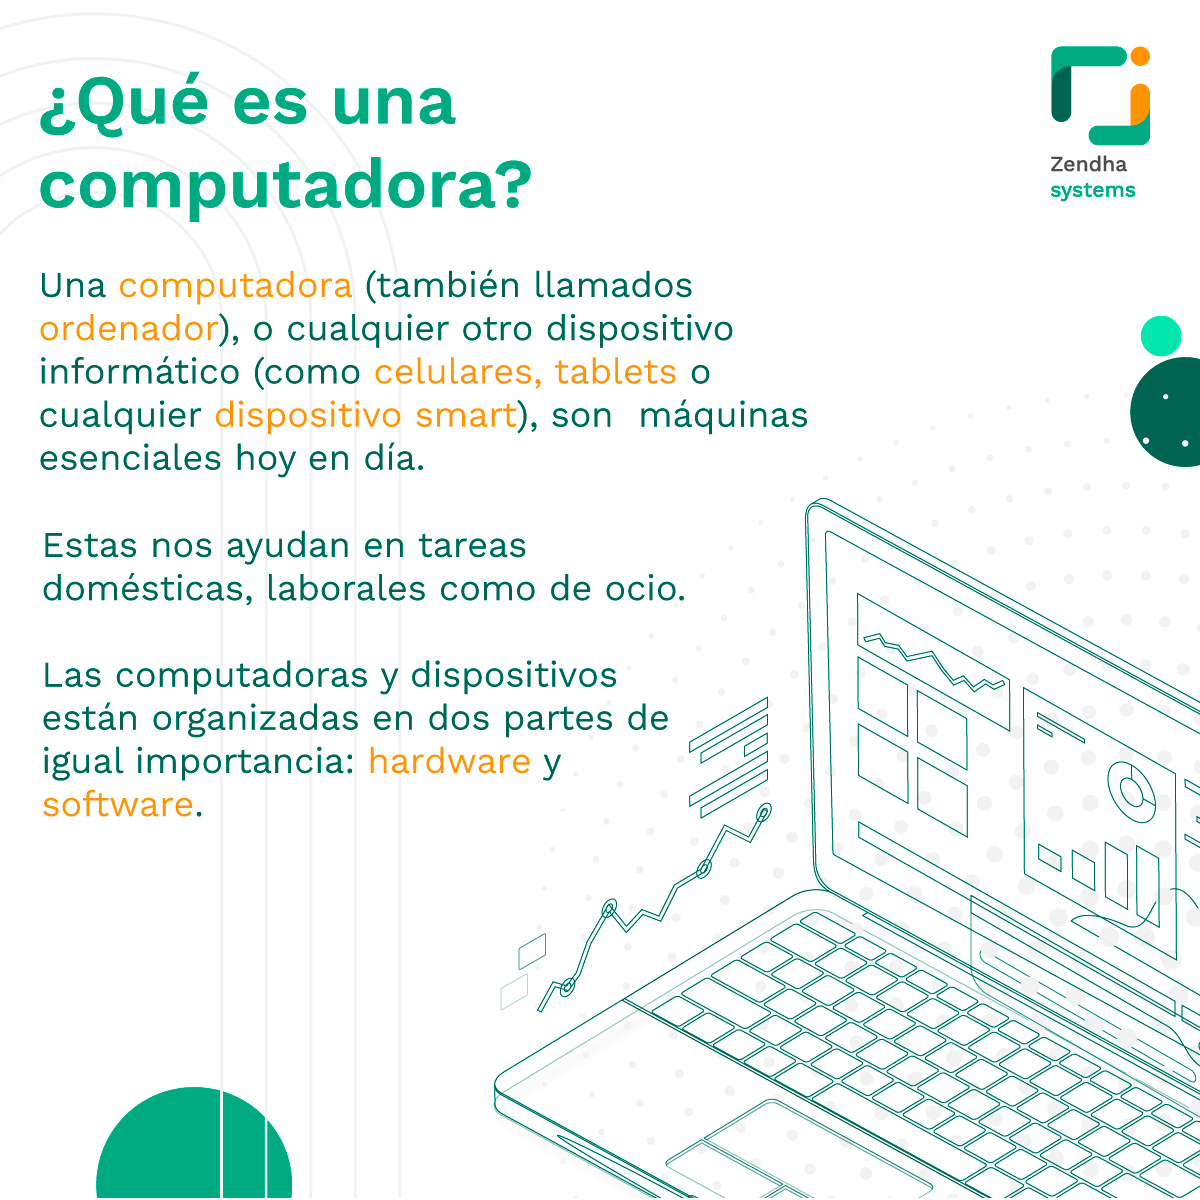 ¿Qué es una
computadora?
Zendha
systems
Una computadora (también llamados
ordenador), o cualquier otro dispositivo
informático (como celulares, tablets o
cualquier dispositivo smart), son  máquinas
esenciales hoy en día.
Estas nos ayudan en tareas
domésticas, laborales como de ocio.
Las computadoras y dispositivos
están organizadas en dos partes de
igual importancia: hardware y
software.